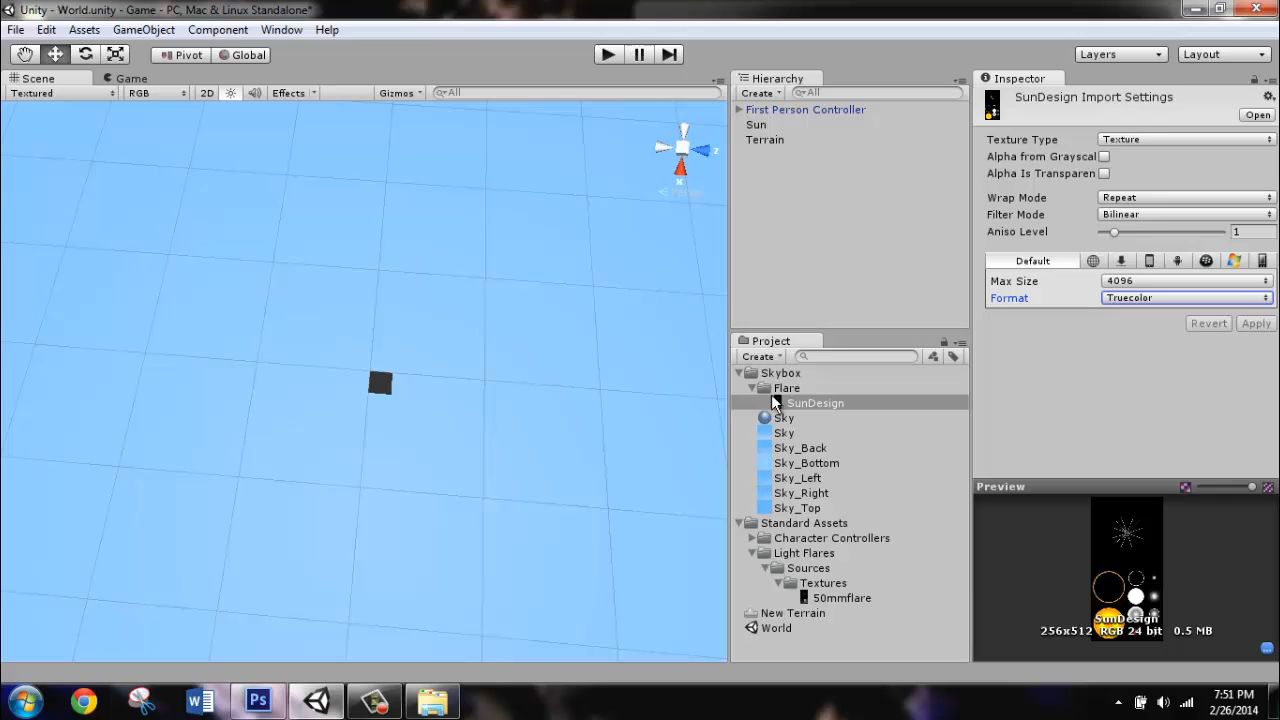 Unity - World.unity - Game - PC, Mac & Linux Standalone*
File Edit Assets GameObject Component Window Help
Pivot Global Layers Layout
Scene Game
Textured RGB 2D Effects Gizmos All
z
x
Hierarchy
Create All
First Person Controller
Sun
Terrain
Project
Create
Skybox
Flare
SunDesign
Sky
Sky
Sky_Back
Sky_Bottom
Sky_Left
Sky_Right
Sky_Top
Standard Assets
Character Controllers
Light Flares
Sources
Textures
50mmflare
New Terrain
World
Inspector
SunDesign Import Settings
Open
Texture Type Texture
Alpha from Grayscal
Alpha Is Transparen
Wrap Mode Repeat
Filter Mode Bilinear
Aniso Level 1
Default
Max Size 4096
Format Truecolor
Revert Apply
Preview
SunDesign
256x512 RGB 24 bit 0.5 MB
W Ps
7:51 PM
2/26/2014